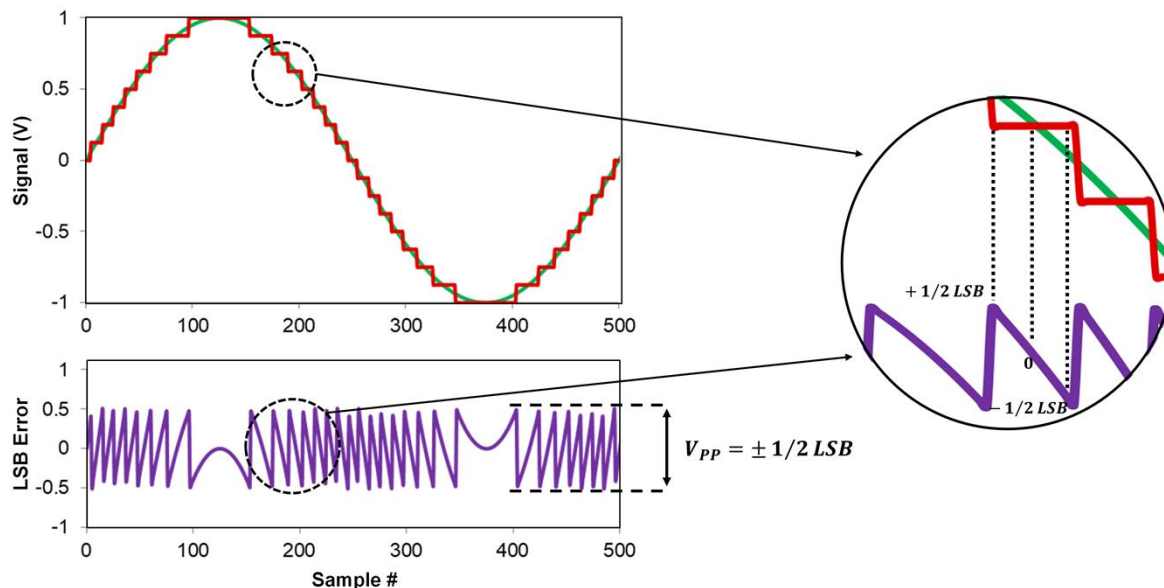 1
0.5
0
-0.5
-1
Signal (V)
0 100 200 300 400 500
1
0.5
0
-0.5
-1
LSB Error
0 100 200 300 400 500
Sample #
V_PP = ± 1/2 LSB
+ 1/2 LSB
0
− 1/2 LSB